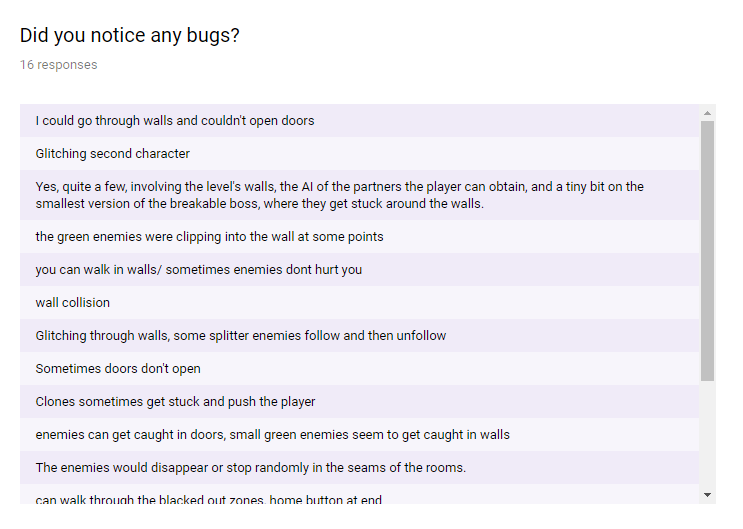 Did you notice any bugs?
16 responses
I could go through walls and couldn't open doors
Glitching second character
Yes, quite a few, involving the level's walls, the AI of the partners the player can obtain, and a tiny bit on the
smallest version of the breakable boss, where they get stuck around the walls.
the green enemies were clipping into the wall at some points
you can walk in walls/ sometimes enemies dont hurt you
wall collision
Glitching through walls, some splitter enemies follow and then unfollow
Sometimes doors don't open
Clones sometimes get stuck and push the player
enemies can get caught in doors, small green enemies seem to get caught in walls
The enemies would disappear or stop randomly in the seams of the rooms.
can walk through the blacked out zones, home button at end